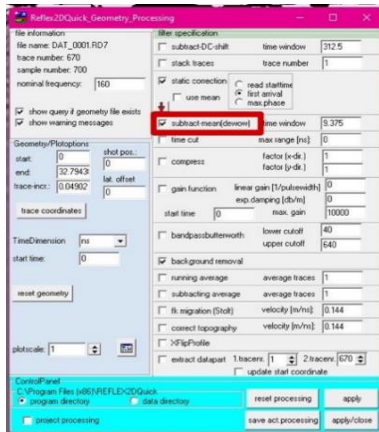 Reflex2DQuick_Geometry_Processing
file information
file name: DAT_0001.RD7
trace number: 670
sample number: 700
nominal frequency: 160
show query if geometry file exists
show warning messages
Geometry/Plotoptions
start: 0 shot pos.:
0
end: 32.7943 lat. offset
trace-incr.: 0.04902 0
trace coordinates
TimeDimension ns
start time: 0
reset geometry
plotscale: 1
filter specification
subtract-DC-shift time window 312.5
stack traces trace number 1
static correction read starttime
use mean first arrival
max.phase
subtract-mean(dewow) time window 9.375
time cut max range [ns] 0
compress factor (x-dir.) 1
factor (y-dir.) 1
gain function linear gain [1/pulsewidth] 0
exp.damping [db/m] 0
start time 0 max. gain 10000
bandpassbutterworth lower cutoff 40
upper cutoff 640
background removal
running average average traces 1
subtracting average average traces 1
fk migration (Stolt) velocity [m/ns]: 0.144
correct topography velocity [m/ns]: 0.144
XFlipProfile
extract datapart 1.tracenr. 1 2.tracenr. 670
update start coordinate
ControlPanel
C:\Program Files (x86)\REFLEX\2DQuick
program directory data directory
project processing
reset processing apply
save act.processing apply/close